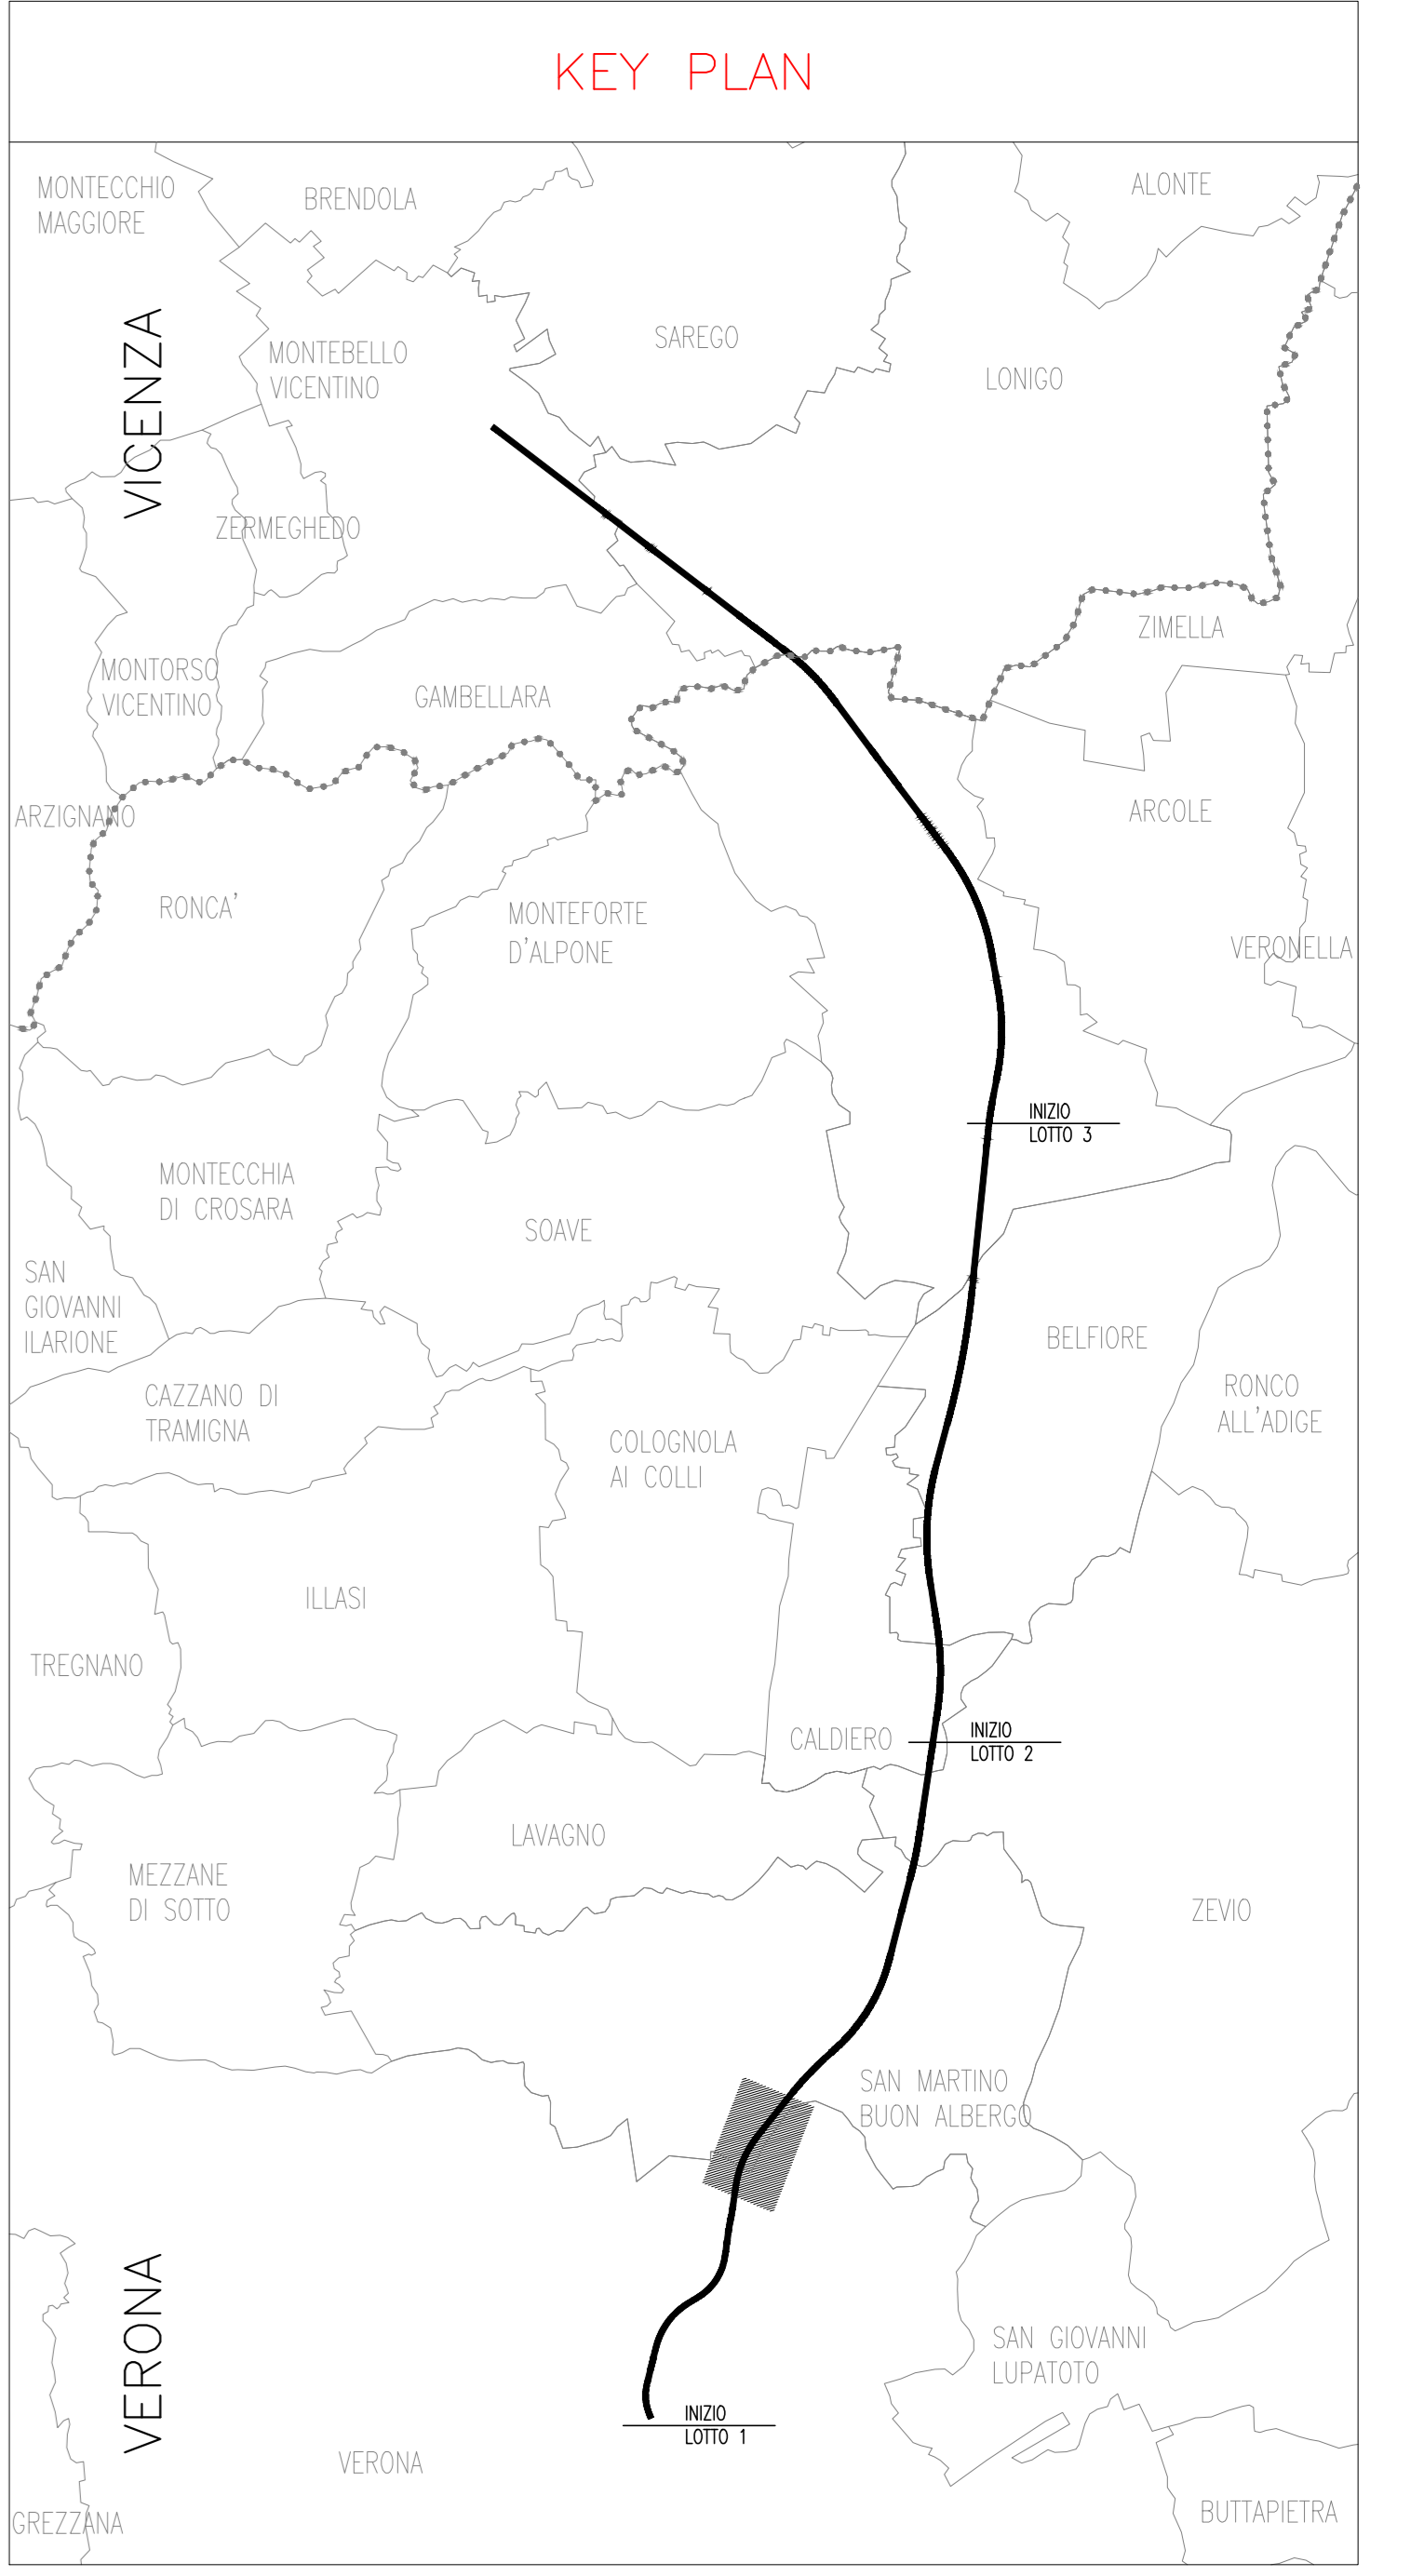 KEY PLAN
MONTECCHIO
MAGGIORE
BRENDOLA
ALONTE
VICENZA
SAREGO
MONTEBELLO
VICENTINO
LONIGO
ZERMEGHEDO
ZIMELLA
MONTORSO
VICENTINO
GAMBELLARA
ARZIGNANO
ARCOLE
RONCA'
MONTEFORTE
D'ALPONE
VERONELLA
INIZIO
LOTTO 3
MONTECCHIA
DI CROSARA
SOAVE
SAN
GIOVANNI
ILARIONE
BELFIORE
CAZZANO DI
TRAMIGNA
RONCO
ALL'ADIGE
COLOGNOLA
AI COLLI
ILLASI
TREGNANO
CALDIERO
INIZIO
LOTTO 2
LAVAGNO
MEZZANE
DI SOTTO
ZEVIO
SAN MARTINO
BUON ALBERGO
VERONA
SAN GIOVANNI
LUPATOTO
INIZIO
LOTTO 1
VERONA
GREZZANA
BUTTAPIETRA